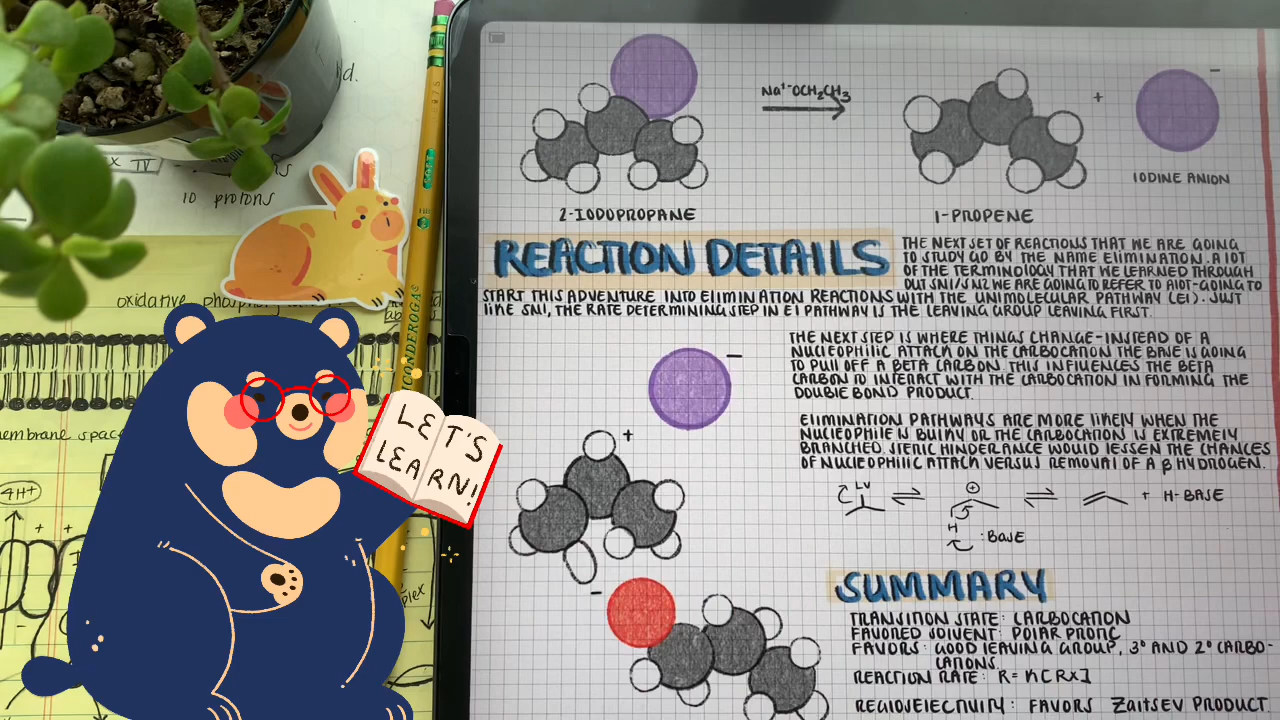 10 protons
SOFT
oxidative
4H+
LET'S
LEARN!
Na+ -OCH2CH3
+
IODINE ANION
2-IODOPROPANE
1-PROPENE
REACTION DETAILS
THE NEXT SET OF REACTIONS THAT WE ARE GOING
TO STUDY GO BY THE NAME ELIMINATION. A LOT
OF THE TERMINOLOGY THAT WE LEARNED THROUGH
OUT SN1/SN2 WE ARE GOING TO REFER TO ALOT-GOING TO
START THIS ADVENTURE INTO ELIMINATION REACTIONS WITH THE UNIMOLECULAR PATHWAY (E1). JUST
LIKE SN1, THE RATE DETERMINING STEP IN E1 PATHWAY IS THE LEAVING GROUP LEAVING FIRST.
THE NEXT STEP IS WHERE THINGS CHANGE-INSTEAD OF A
NUCLEOPHILIC ATTACK ON THE CARBOCATION THE BASE IS GOING
TO PULL OFF A BETA CARBON. THIS INFLUENCES THE BETA
CARBON TO INTERACT WITH THE CARBOCATION IN FORMING THE
DOUBLE BOND PRODUCT.
ELIMINATION PATHWAYS ARE MORE LIKELY WHEN THE
NUCLEOPHILE IS BULKY OR THE CARBOCATION IS EXTREMELY
BRANCHED. STERIC HINDERANCE WOULD LESSEN THE CHANCES
OF NUCLEOPHILIC ATTACK VERSUS REMOVAL OF A β HYDROGEN.
LV
+ H-BASE
H
:BASE
SUMMARY
TRANSITION STATE: CARBOCATION
FAVORED SOLVENT: POLAR PROTIC
FAVORS: GOOD LEAVING GROUP, 3° AND 2° CARBO-
CATIONS
REACTION RATE: R= K[RX]
REGIOSELECTIVITY: FAVORS ZAITSEV PRODUCT